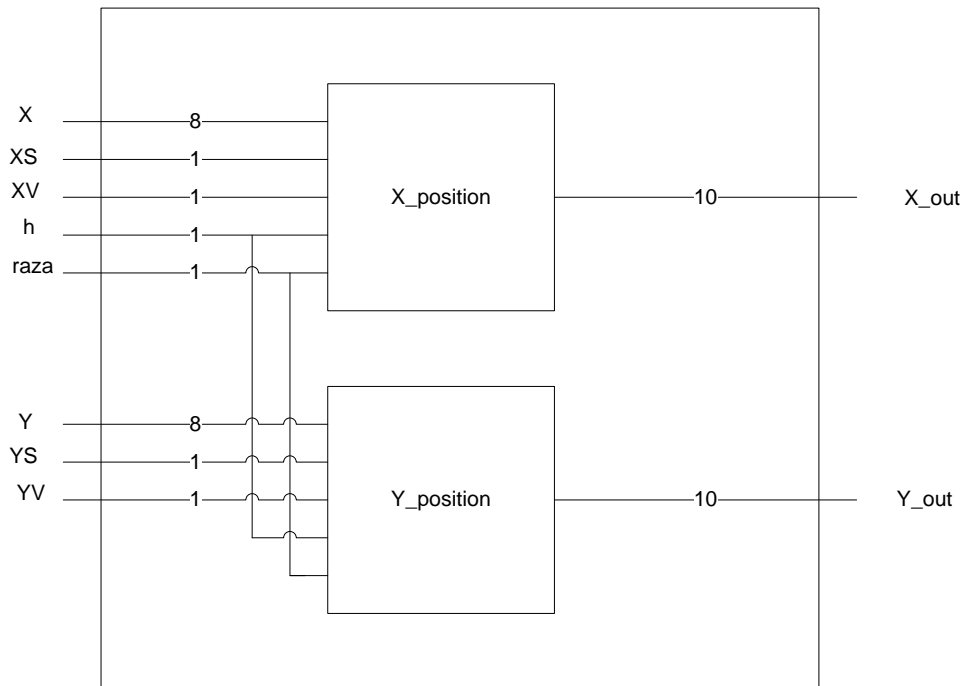 X 8
XS 1
XV 1 X_position 10 X_out
h 1
raza 1
Y 8
YS 1
YV 1 Y_position 10 Y_out